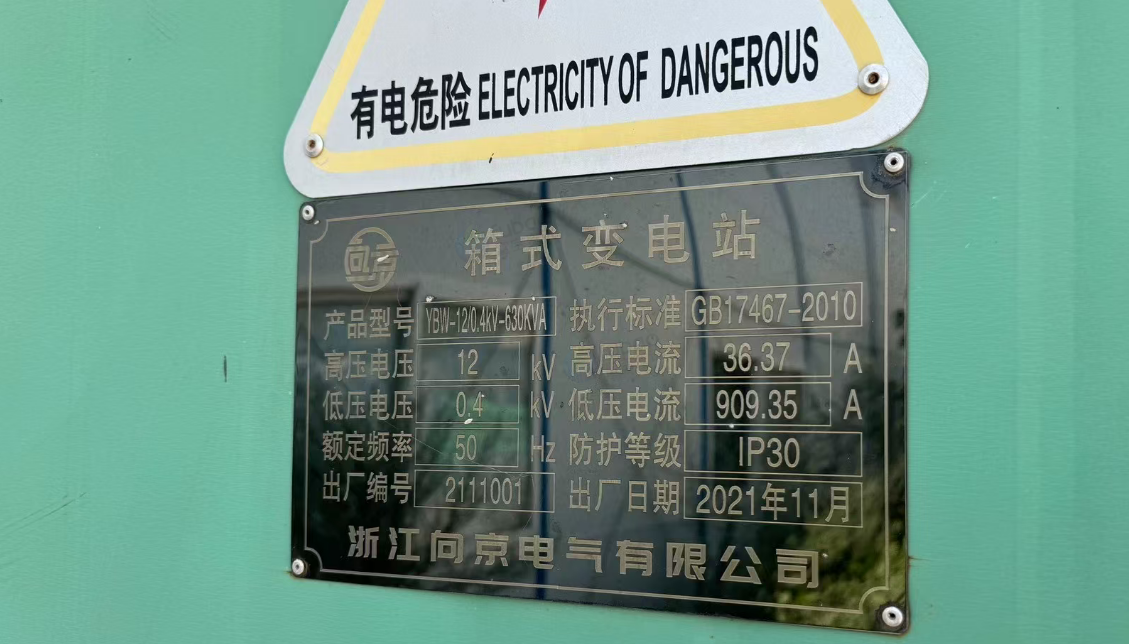 有电危险 ELECTRICITY OF DANGEROUS
箱式变电站
产品型号 YBW-12/0.4kV-630KVA 执行标准 GB17467-2010
高压电压 12 kV 高压电流 36.37 A
低压电压 0.4 kV 低压电流 909.35 A
额定频率 50 Hz 防护等级 IP30
出厂编号 2111001 出厂日期 2021年11月
浙江向京电气有限公司